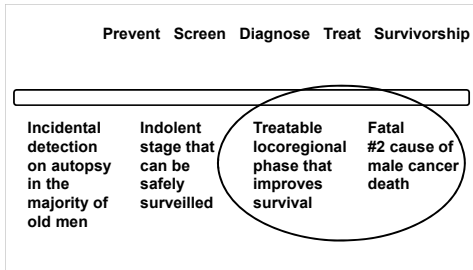 Prevent Screen Diagnose Treat Survivorship
Incidental
detection
on autopsy
in the
majority of
old men
Indolent
stage that
can be
safely
surveilled
Treatable
locoregional
phase that
improves
survival
Fatal
#2 cause of
male cancer
death